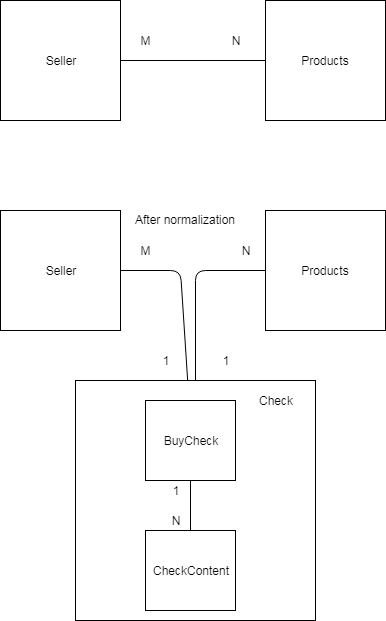 M N
Seller Products
After normalization
M N
Seller Products
1 1
Check
BuyCheck
1
N
CheckContent